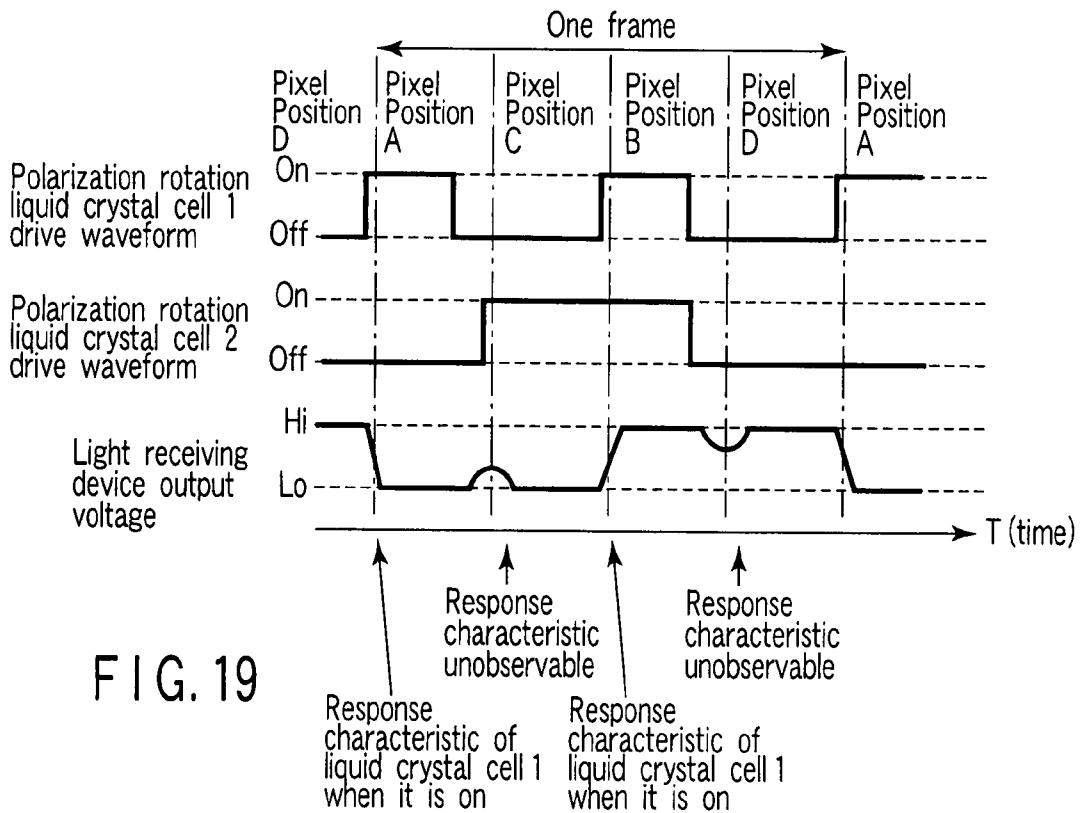 One frame
Pixel
Position
D
Pixel
Position
A
Pixel
Position
C
Pixel
Position
B
Pixel
Position
D
Pixel
Position
A
Polarization rotation
liquid crystal cell 1
drive waveform
On
Off
Polarization rotation
liquid crystal cell 2
drive waveform
On
Off
Light receiving
device output
voltage
Hi
Lo
T (time)
Response
characteristic
unobservable
Response
characteristic
unobservable
FIG. 19
Response
characteristic of
liquid crystal cell 1
when it is on
Response
characteristic of
liquid crystal cell 1
when it is on